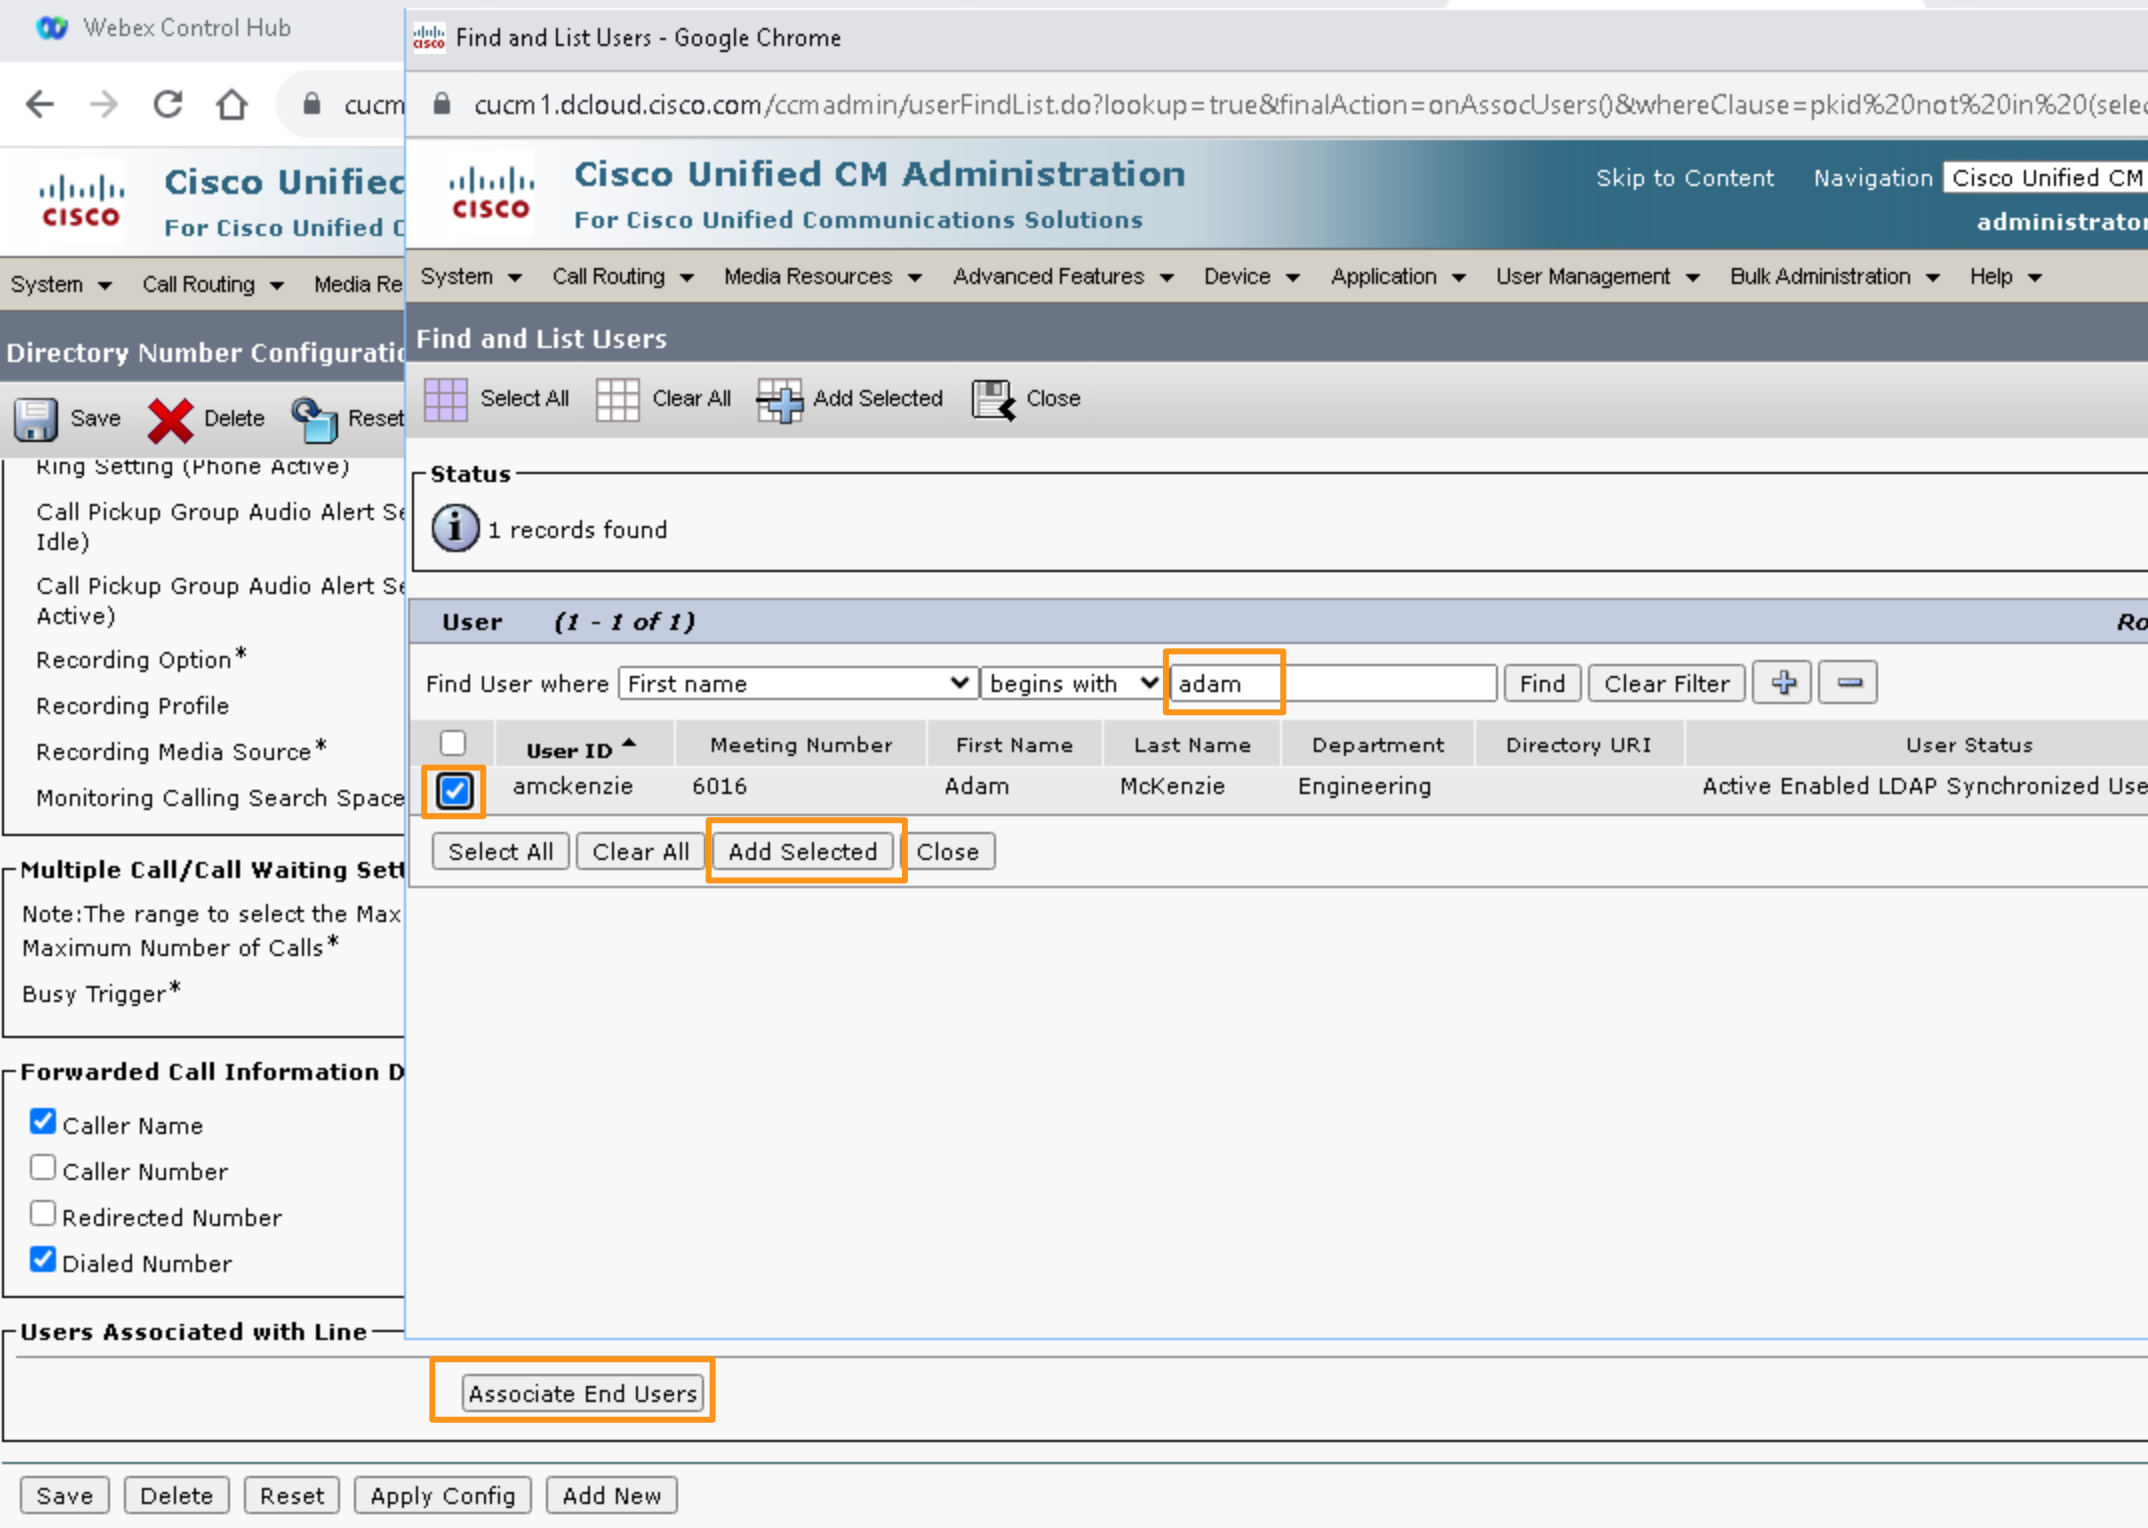 Webex Control Hub
cucm
CISCO
Cisco Unified
For Cisco Unified C
System
Call Routing
Media Re
Directory Number Configuratio
Save
Delete
Reset
Ring Setting (Phone Active)
Call Pickup Group Audio Alert Se
Idle)
Call Pickup Group Audio Alert Se
Active)
Recording Option*
Recording Profile
Recording Media Source*
Monitoring Calling Search Space
Multiple Call/Call Waiting Sett
Note:The range to select the Max
Maximum Number of Calls*
Busy Trigger*
Forwarded Call Information D
Caller Name
Caller Number
Redirected Number
Dialed Number
Users Associated with Line
Associate End Users
Save Delete Reset Apply Config Add New
CISCO Find and List Users - Google Chrome
cucm1.dcloud.cisco.com/ccmadmin/userFindList.do?lookup=true&finalAction=onAssocUsers()&whereClause=pkid%20not%20in%20(selec
CISCO
Cisco Unified CM Administration
For Cisco Unified Communications Solutions
Skip to Content Navigation Cisco Unified CM
administrator
System Call Routing Media Resources Advanced Features Device Application User Management Bulk Administration Help
Find and List Users
Select All Clear All Add Selected Close
Status
i 1 records found
User (1 - 1 of 1) Ro
Find User where First name begins with adam Find Clear Filter
User ID Meeting Number First Name Last Name Department Directory URI User Status
amckenzie 6016 Adam McKenzie Engineering Active Enabled LDAP Synchronized Use
Select All Clear All Add Selected Close